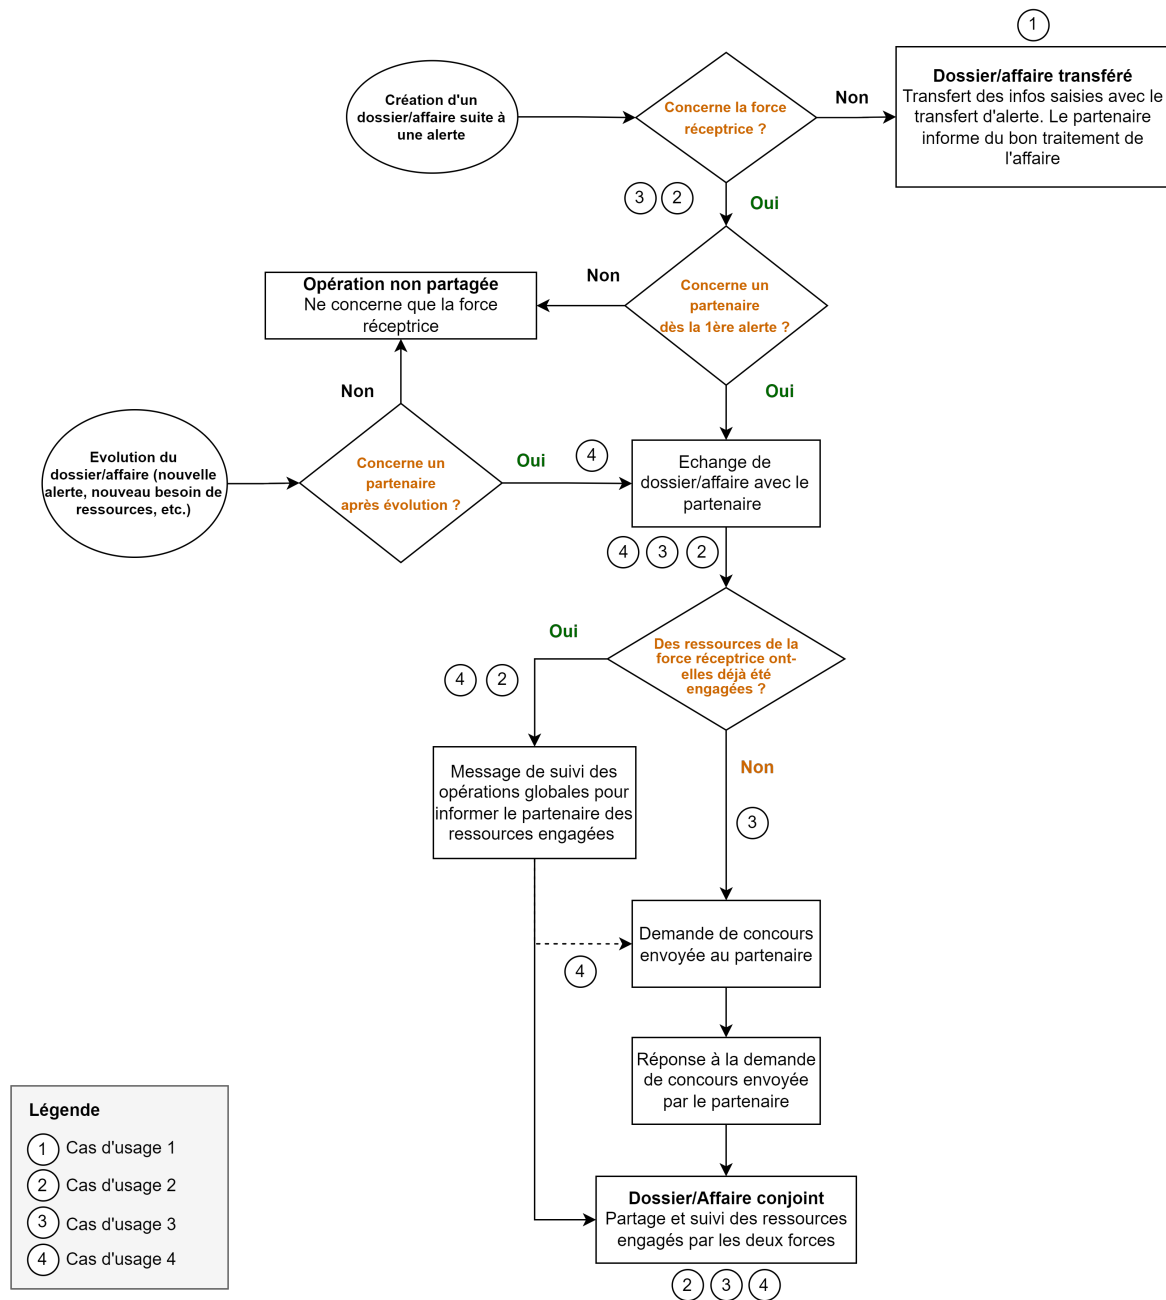 1
Dossier/affaire transféré
Transfert des infos saisies avec le
transfert d'alerte. Le partenaire
informe du bon traitement de
l'affaire
Création d'un
dossier/affaire suite à
une alerte
Concerne la force
réceptrice ?
Non
3 2
Oui
Opération non partagée
Ne concerne que la force
réceptrice
Non
Concerne un
partenaire
dès la 1ère alerte ?
Non
Oui
Evolution du
dossier/affaire (nouvelle
alerte, nouveau besoin de
ressources, etc.)
Concerne un
partenaire
après évolution ?
Oui
4
Echange de
dossier/affaire avec le
partenaire
4 3 2
Oui
Des ressources de la
force réceptrice ont-
elles déjà été
engagées ?
4 2
Message de suivi des
opérations globales pour
informer le partenaire des
ressources engagées
Non
3
Demande de concours
envoyée au partenaire
4
Réponse à la demande
de concours envoyée
par le partenaire
Dossier/Affaire conjoint
Partage et suivi des ressources
engagés par les deux forces
2 3 4
Légende
1 Cas d'usage 1
2 Cas d'usage 2
3 Cas d'usage 3
4 Cas d'usage 4